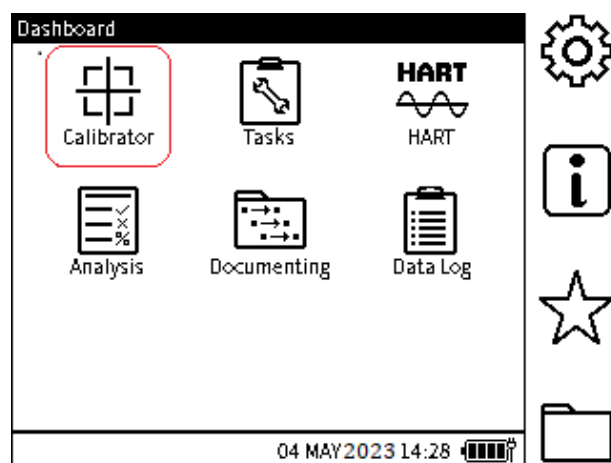 Dashboard
HART
Calibrator Tasks HART
Analysis Documenting Data Log
04 MAY 2023 14:28